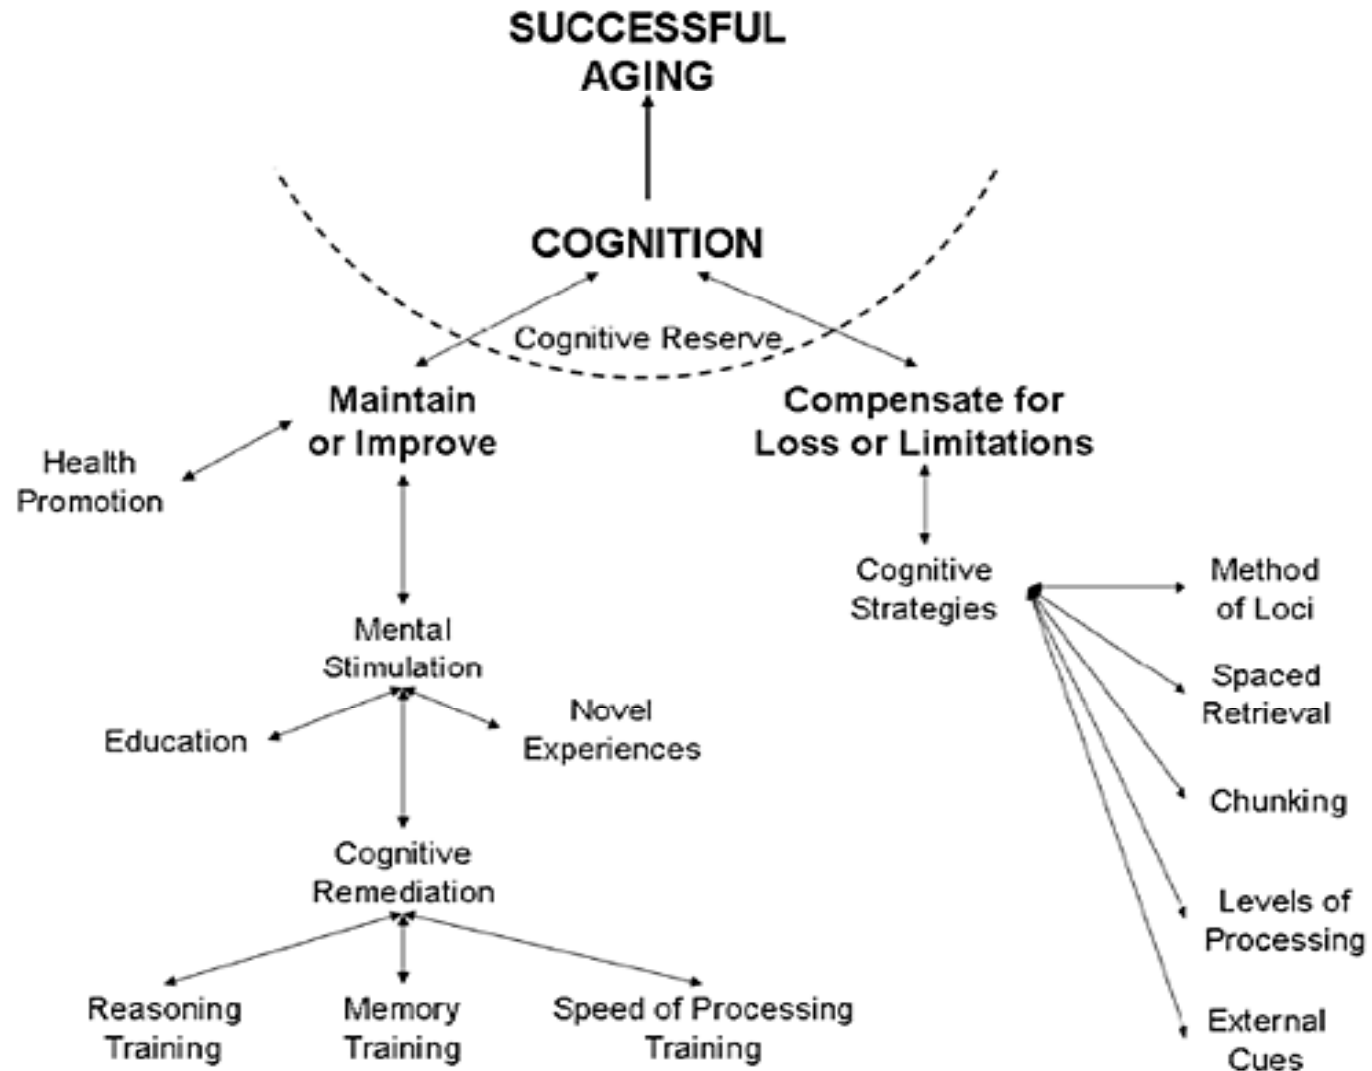 SUCCESSFUL
AGING
COGNITION
Cognitive Reserve
Maintain
or Improve
Compensate for
Loss or Limitations
Health
Promotion
Mental
Stimulation
Education
Novel
Experiences
Cognitive
Remediation
Reasoning
Training
Memory
Training
Speed of Processing
Training
Cognitive
Strategies
Method
of Loci
Spaced
Retrieval
Chunking
Levels of
Processing
External
Cues